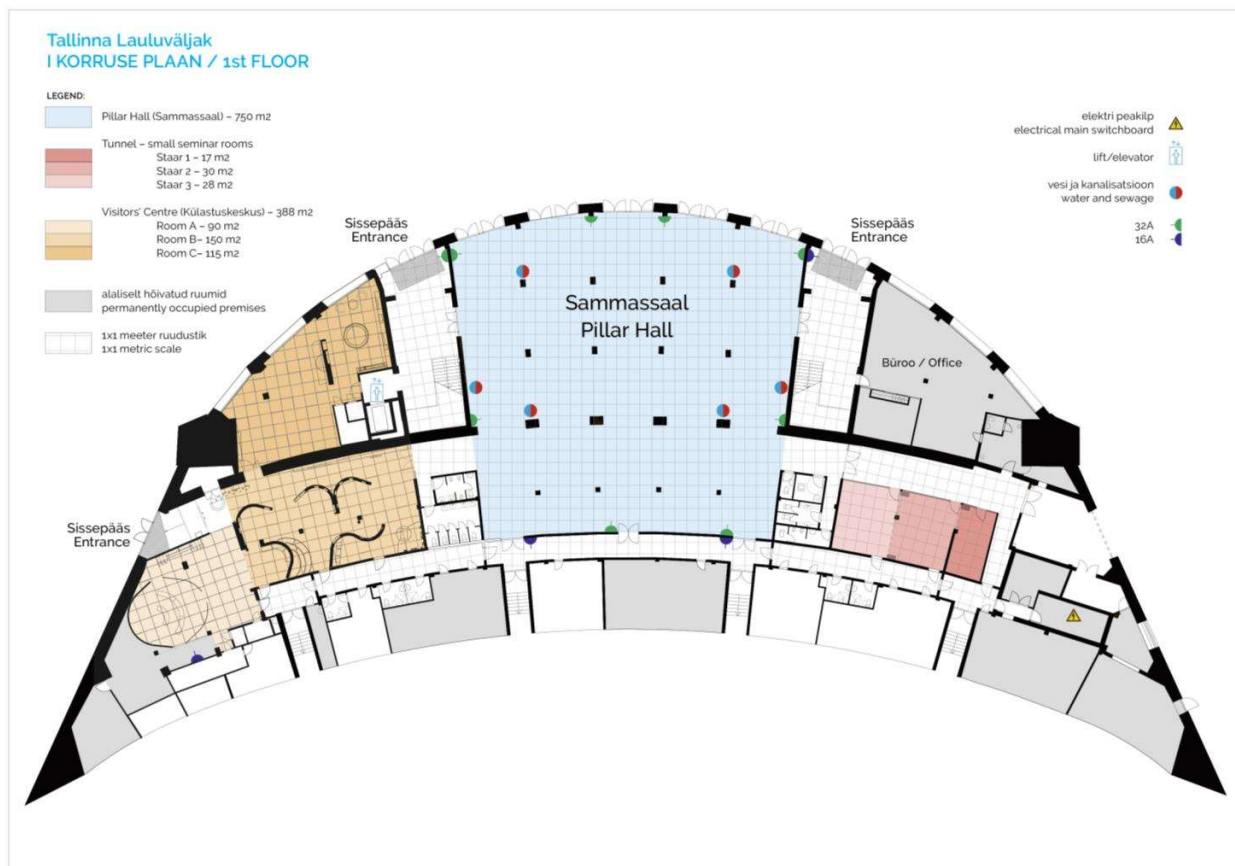 Tallinna Lauluväljak
I KORRUSE PLAAN / 1st FLOOR
LEGEND:
Pillar Hall (Sammassaal) – 750 m2
Tunnel – small seminar rooms
Staar 1 – 17 m2
Staar 2 – 30 m2
Staar 3 – 28 m2
Visitors' Centre (Külastuskeskus) – 388 m2
Room A – 90 m2
Room B– 150 m2
Room C– 115 m2
alaliselt hõivatud ruumid
permanently occupied premises
1x1 meeter ruudustik
1x1 metric scale
elektri peakilp
electrical main switchboard
lift/elevator
vesi ja kanalisatsioon
water and sewage
32A
16A
Sissepääs
Entrance
Sissepääs
Entrance
Sammassaal
Pillar Hall
Büroo / Office
Sissepääs
Entrance